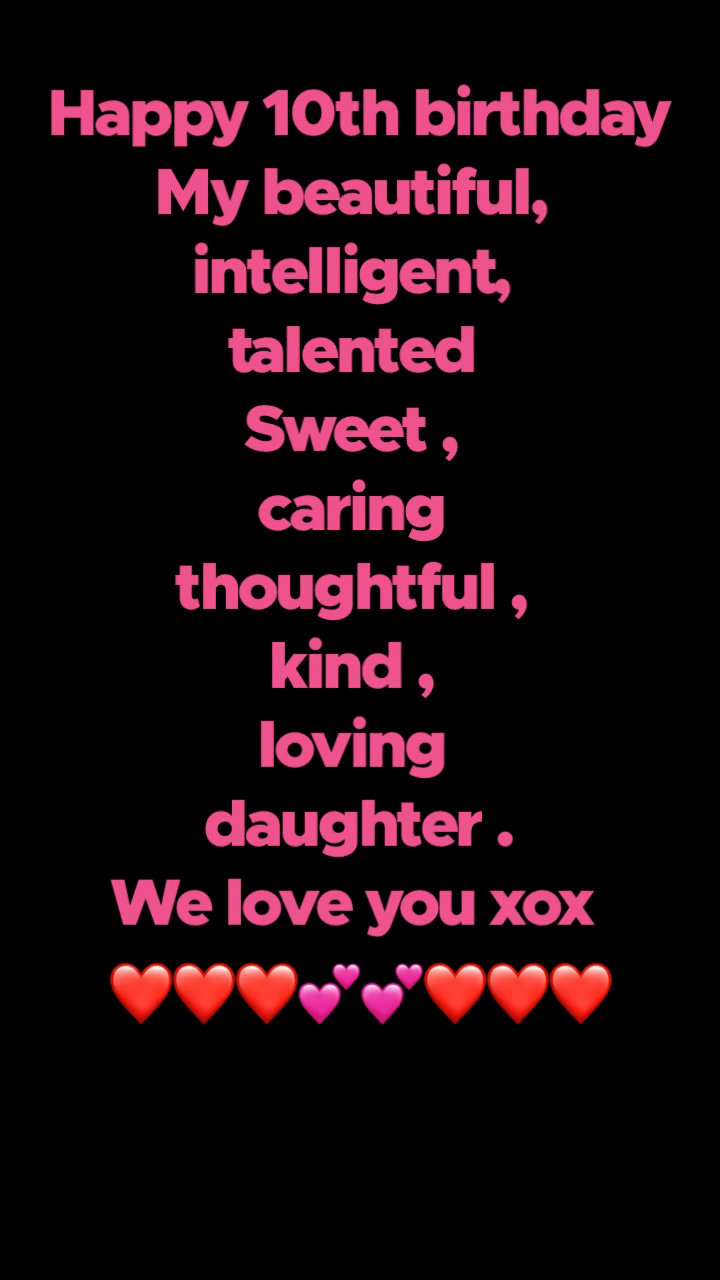 Happy 10th birthday
My beautiful,
intelligent,
talented
Sweet ,
caring
thoughtful ,
kind ,
loving
daughter .
We love you xox
❤️❤️❤️💕💕❤️❤️❤️